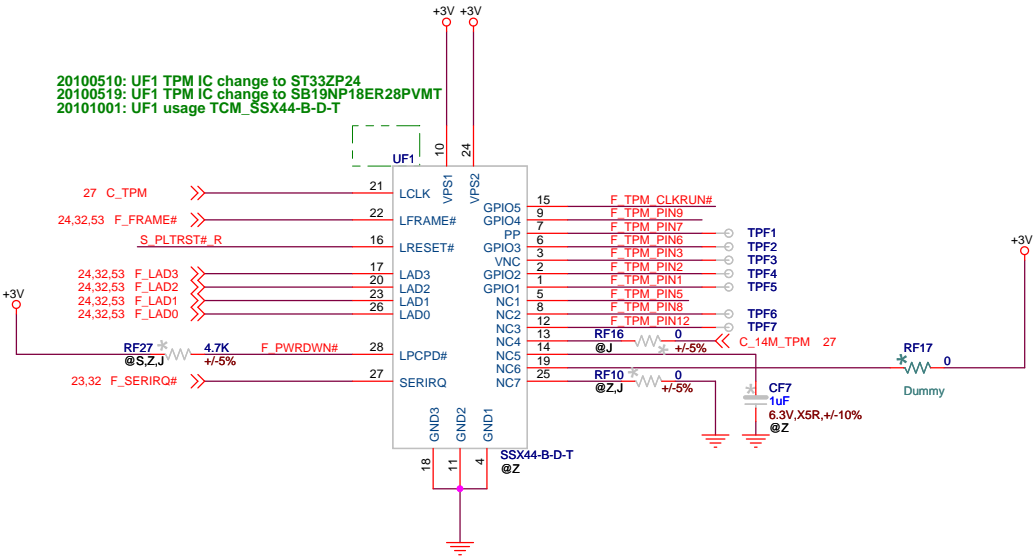 +3V +3V
20100510: UF1 TPM IC change to ST33ZP24
20100519: UF1 TPM IC change to SB19NP18ER28PVMT
20101001: UF1 usage TCM_SSX44-B-D-T
UF1
10
24
VPS1
VPS2
27 C_TPM
21
LCLK
24,32,53 F_FRAME#
22
LFRAME#
S_PLTRST#_R
16
LRESET#
24,32,53 F_LAD3
17
LAD3
24,32,53 F_LAD2
20
LAD2
24,32,53 F_LAD1
23
LAD1
24,32,53 F_LAD0
26
LAD0
+3V
RF27
@S,Z,J
4.7K
+/-5%
F_PWRDWN#
28
LPCPD#
23,32 F_SERIRQ#
27
SERIRQ
GPIO5
15
F_TPM_CLKRUN#
GPIO4
9
F_TPM_PIN9
PP
7
F_TPM_PIN7
TPF1
GPIO3
6
F_TPM_PIN6
TPF2
VNC
3
F_TPM_PIN3
TPF3
GPIO2
2
F_TPM_PIN2
TPF4
GPIO1
1
F_TPM_PIN1
TPF5
NC1
5
F_TPM_PIN5
NC2
8
F_TPM_PIN8
TPF6
NC3
12
F_TPM_PIN12
TPF7
NC4
13
RF16
@J
0
+/-5%
C_14M_TPM 27
NC5
14
NC6
19
NC7
25
RF10
@Z,J
0
+/-5%
+3V
RF17
0
Dummy
CF7
1uF
6.3V,X5R,+/-10%
@Z
GND3
GND2
GND1
18
11
4
SSX44-B-D-T
@Z